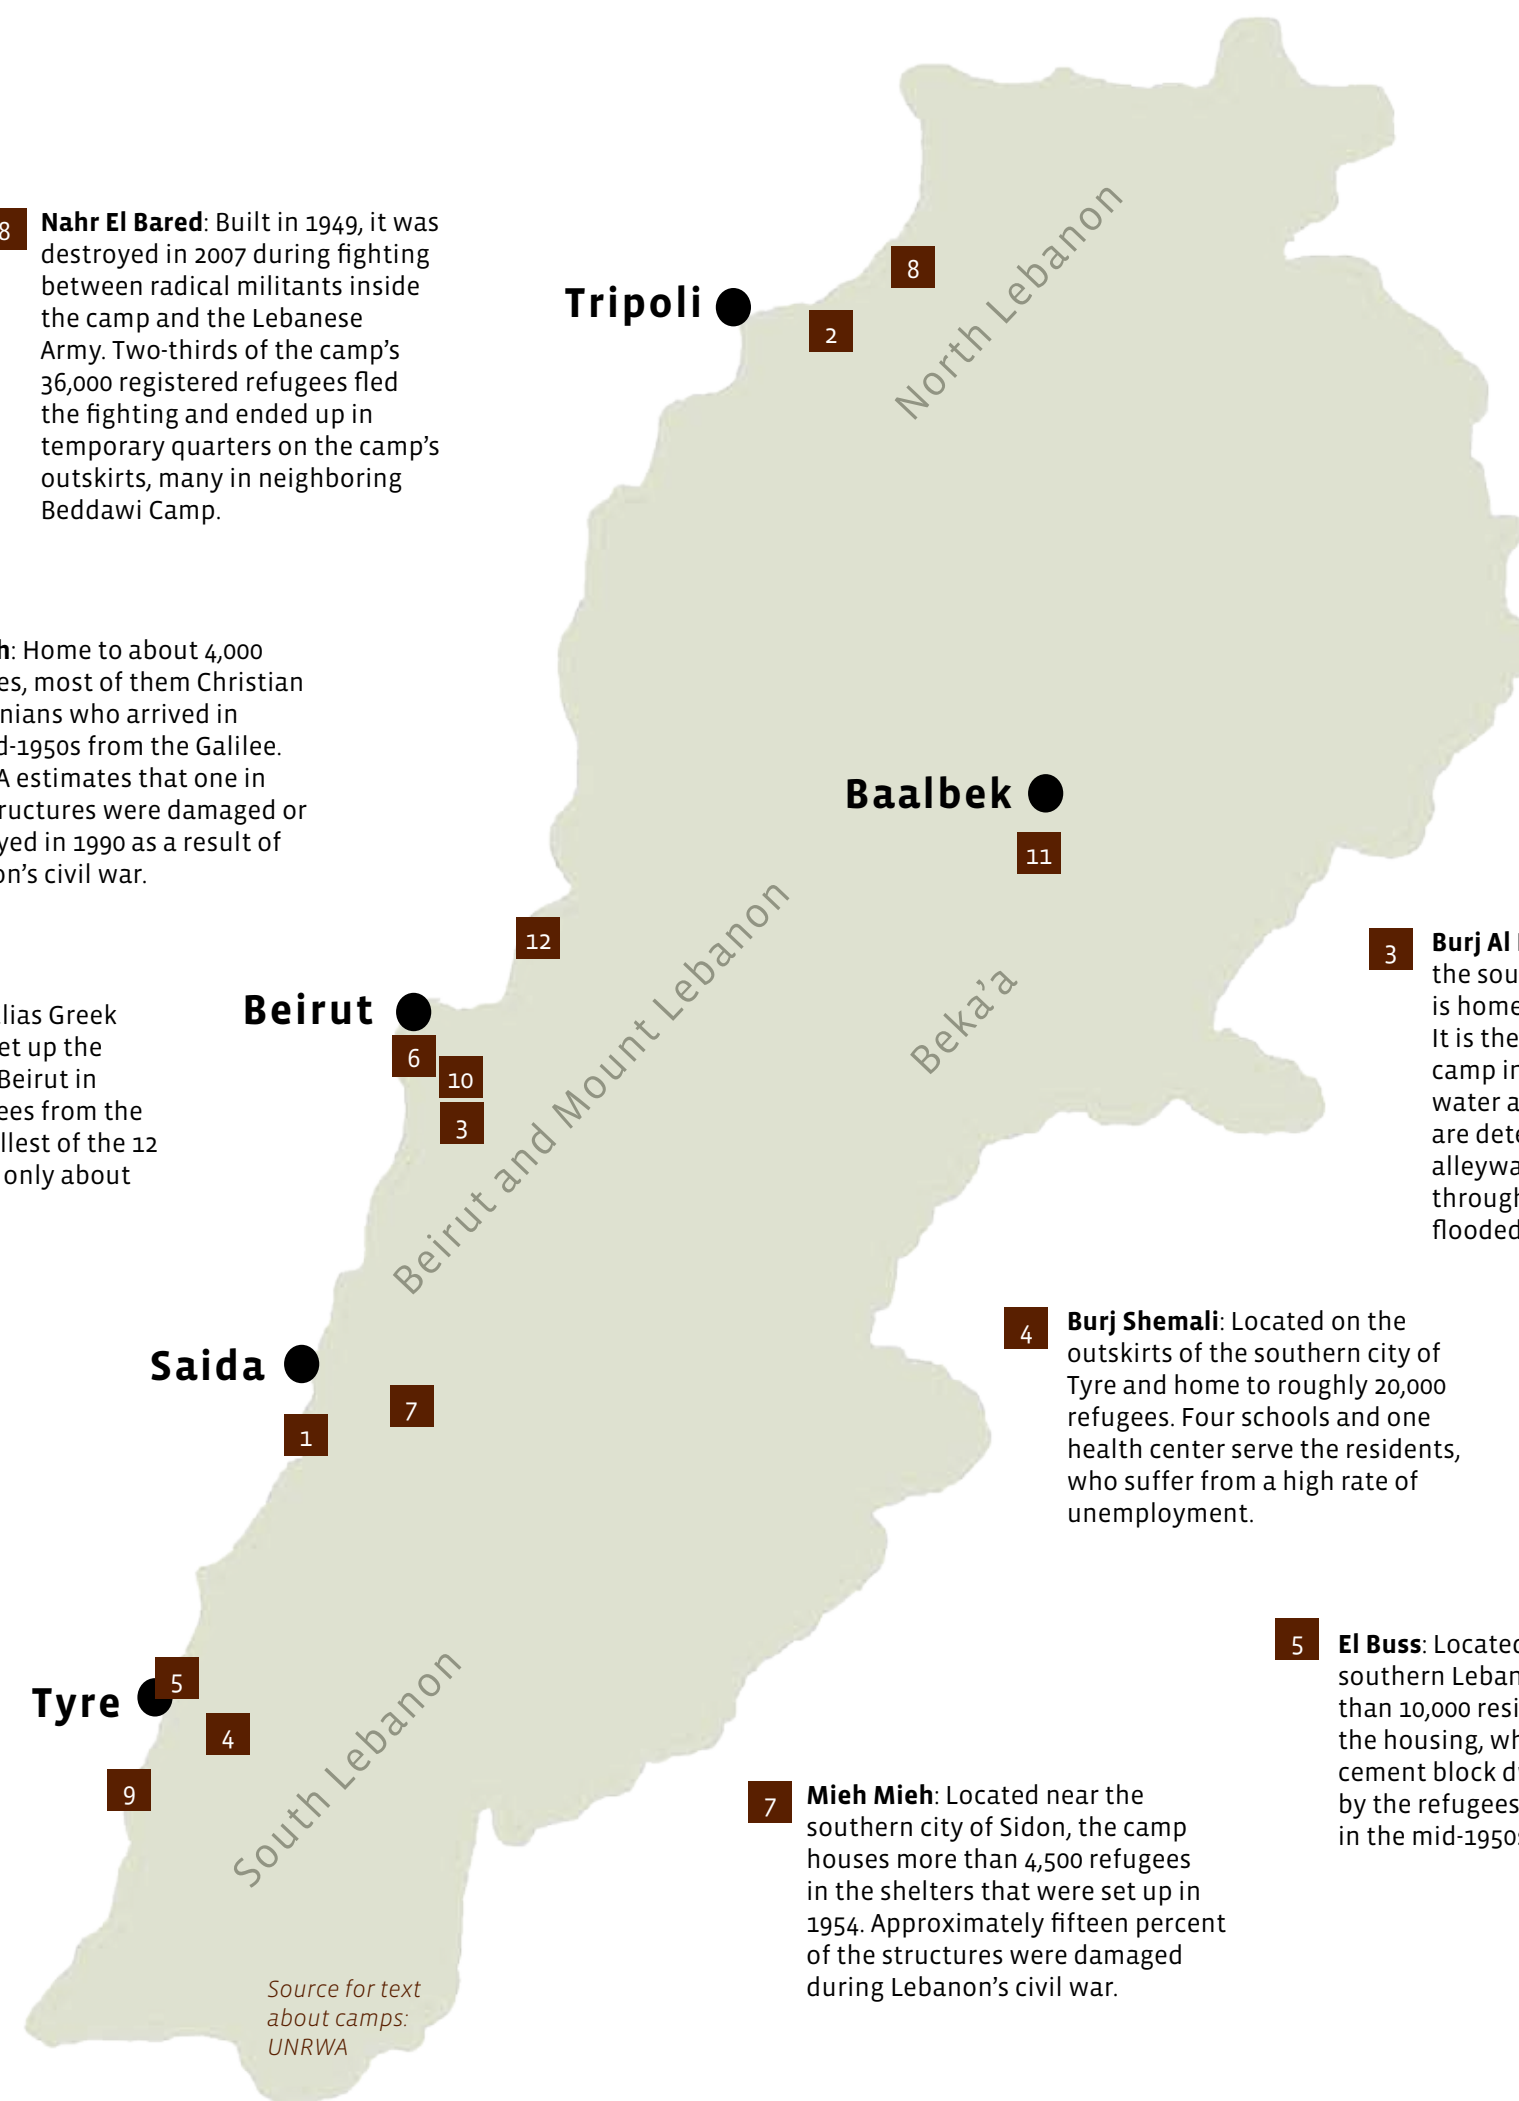 8
Nahr El Bared: Built in 1949, it was
destroyed in 2007 during fighting
between radical militants inside
the camp and the Lebanese
Army. Two-thirds of the camp's
36,000 registered refugees fled
the fighting and ended up in
temporary quarters on the camp's
outskirts, many in neighboring
Beddawi Camp.
h: Home to about 4,000
es, most of them Christian
nians who arrived in
d-1950s from the Galilee.
A estimates that one in
ructures were damaged or
yed in 1990 as a result of
on's civil war.
lias Greek
et up the
Beirut in
ees from the
llest of the 12
only about
Tripoli
8
2
North Lebanon
Baalbek
11
12
Beirut
6
10
3
Beirut and Mount Lebanon
Beka'a
3
Burj Al
the sou
is home
It is the
camp in
water a
are dete
alleywa
through
flooded
4
Burj Shemali: Located on the
outskirts of the southern city of
Tyre and home to roughly 20,000
refugees. Four schools and one
health center serve the residents,
who suffer from a high rate of
unemployment.
Saida
7
1
5
El Buss: Located
southern Leban
than 10,000 resi
the housing, wh
cement block d
by the refugees
in the mid-1950s
Tyre
5
4
9
South Lebanon
7
Mieh Mieh: Located near the
southern city of Sidon, the camp
houses more than 4,500 refugees
in the shelters that were set up in
1954. Approximately fifteen percent
of the structures were damaged
during Lebanon's civil war.
Source for text
about camps:
UNRWA